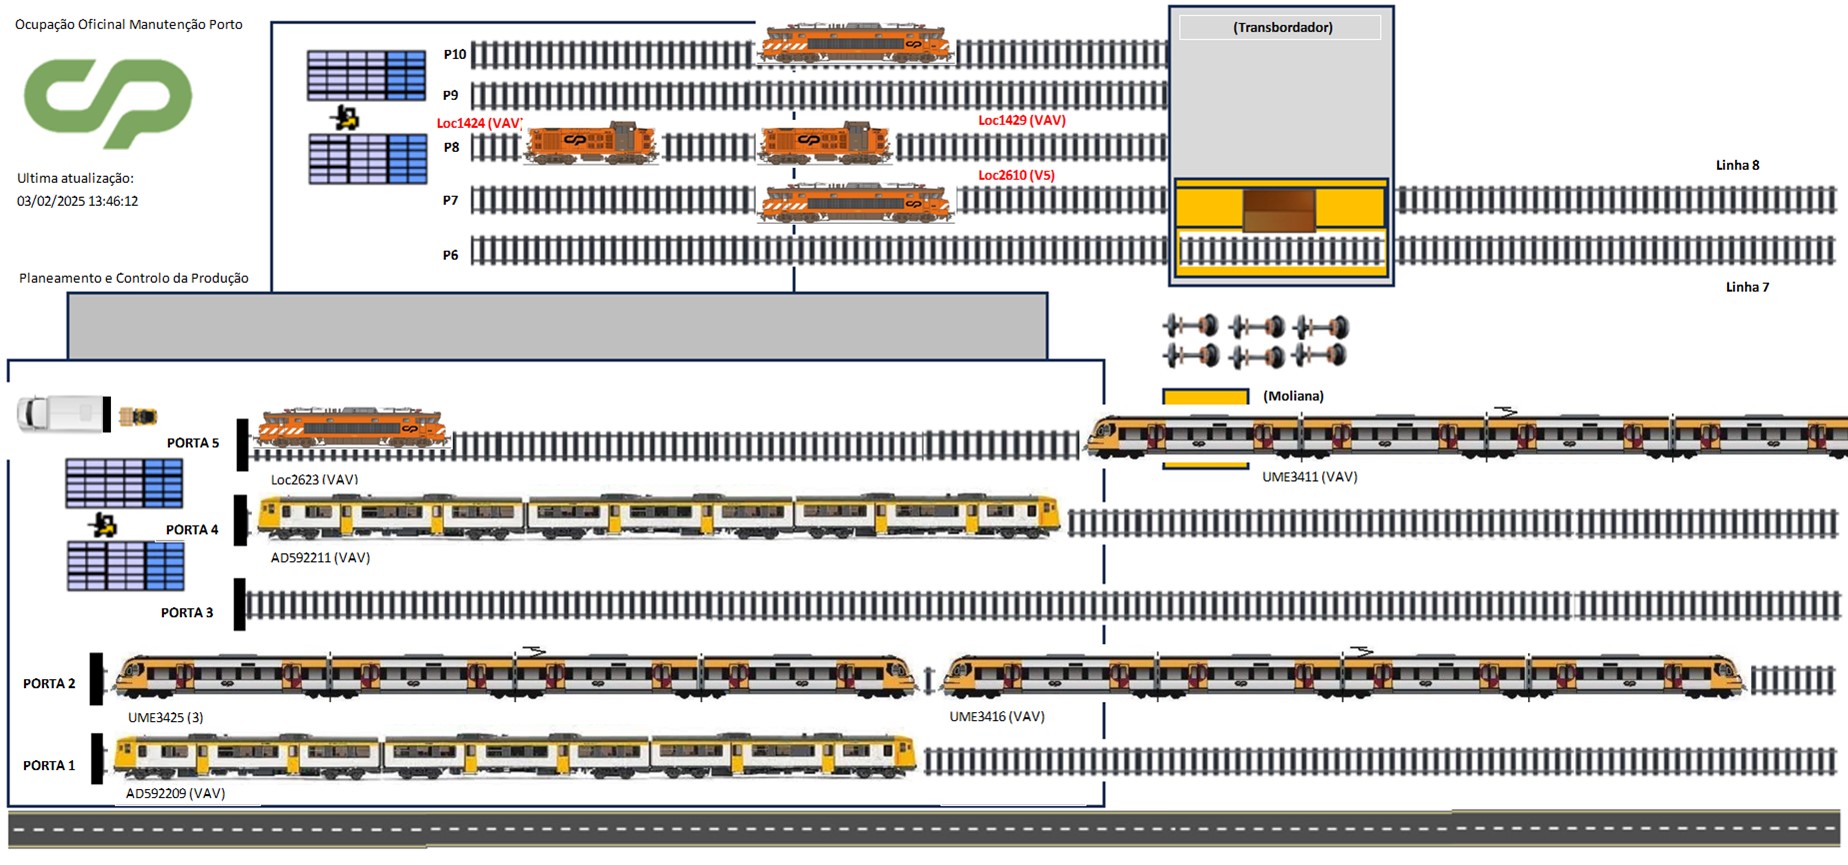 Ocupação Oficinal Manutenção Porto
Ultima atualização:
03/02/2025 13:46:12
Planeamento e Controlo da Produção
P10
P9
Loc1424 (VAV)
Loc1429 (VAV)
P8
Loc2610 (V5)
P7
P6
(Transbordador)
Linha 8
Linha 7
(Moliana)
PORTA 5
Loc2623 (VAV)
UME3411 (VAV)
PORTA 4
AD592211 (VAV)
PORTA 3
PORTA 2
UME3425 (3)
UME3416 (VAV)
PORTA 1
AD592209 (VAV)